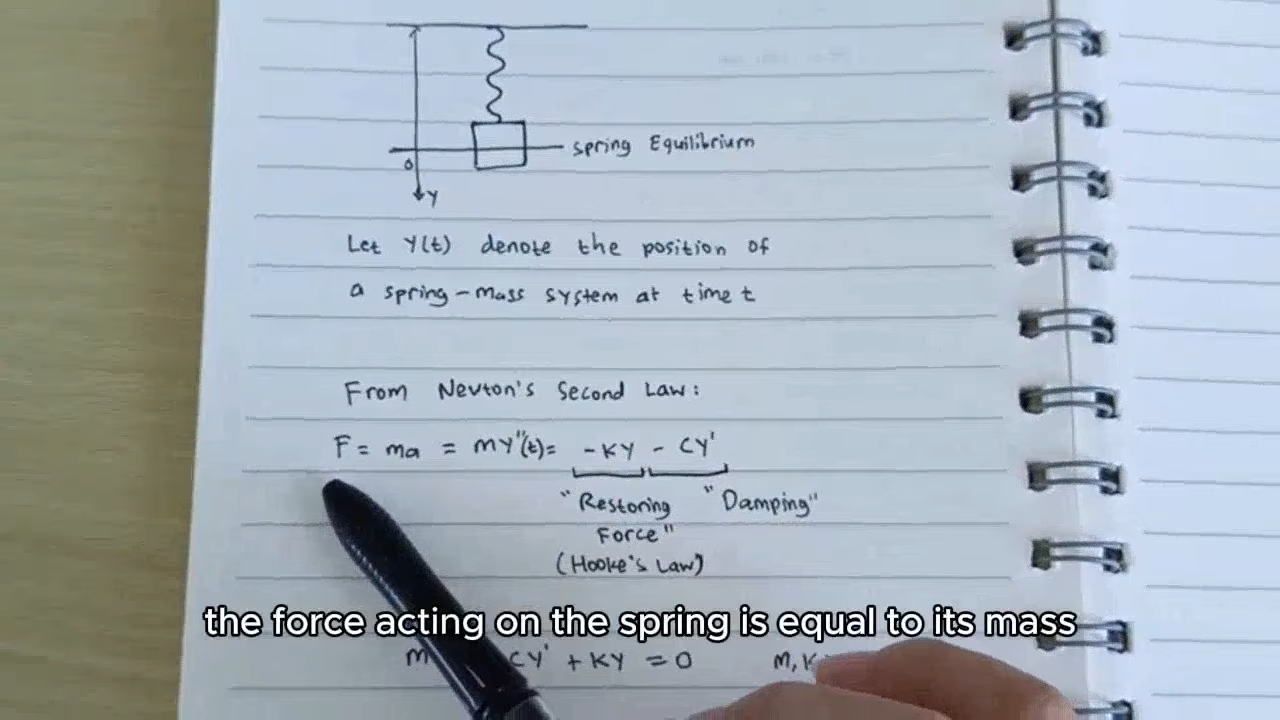 spring Equilibrium
0
Y
Let Y(t) denote the position of
a spring-mass system at time t
From Newton's Second Law:
F = ma = MY"(t) = -KY - CY'
"Restoring "Damping"
Force"
(Hooke's Law)
the force acting on the spring is equal to its mass
M CY' + KY = 0 M, K